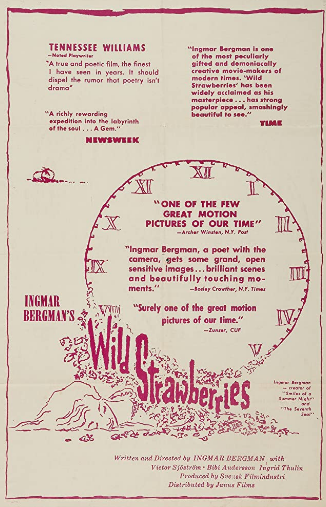 TENNESSEE WILLIAMS
—Noted Playwright
"A true and poetic film, the finest
I have seen in years. It should
dispel the rumor that poetry isn't
drama"
"A richly rewarding
expedition into the labyrinth
of the soul . . . A Gem."
NEWSWEEK
"Ingmar Bergman is one
of the most peculiarly
gifted and demoniacally
creative movie-makers of
modern times. 'Wild
Strawberries' has been
widely acclaimed as his
masterpiece . . . has strong
popular appeal, smashingly
beautiful to see."
TIME
XII
XI
I
X
II
IX
III
VIII
IIII
V
"ONE OF THE FEW
GREAT MOTION
PICTURES OF OUR TIME"
—Archer Winsten, N.Y. Post
"Ingmar Bergman, a poet with the
camera, gets some grand, open
sensitive images . . . brilliant scenes
and beautifully touching mo-
ments."
—Bosley Crowther, N.Y. Times
"Surely one of the great motion
pictures of our time."
—Zunser, CUE
INGMAR
BERGMAN'S
Wild
Strawberries
Ingmar Bergman
— creator of
"Smiles of a
Summer Night"
and
"The Seventh
Seal"
Written and Directed by INGMAR BERGMAN with
Victor Sjöström · Bibi Andersson Ingrid Thulin
Produced by Svensk Filmindustri
Distributed by Janus Films